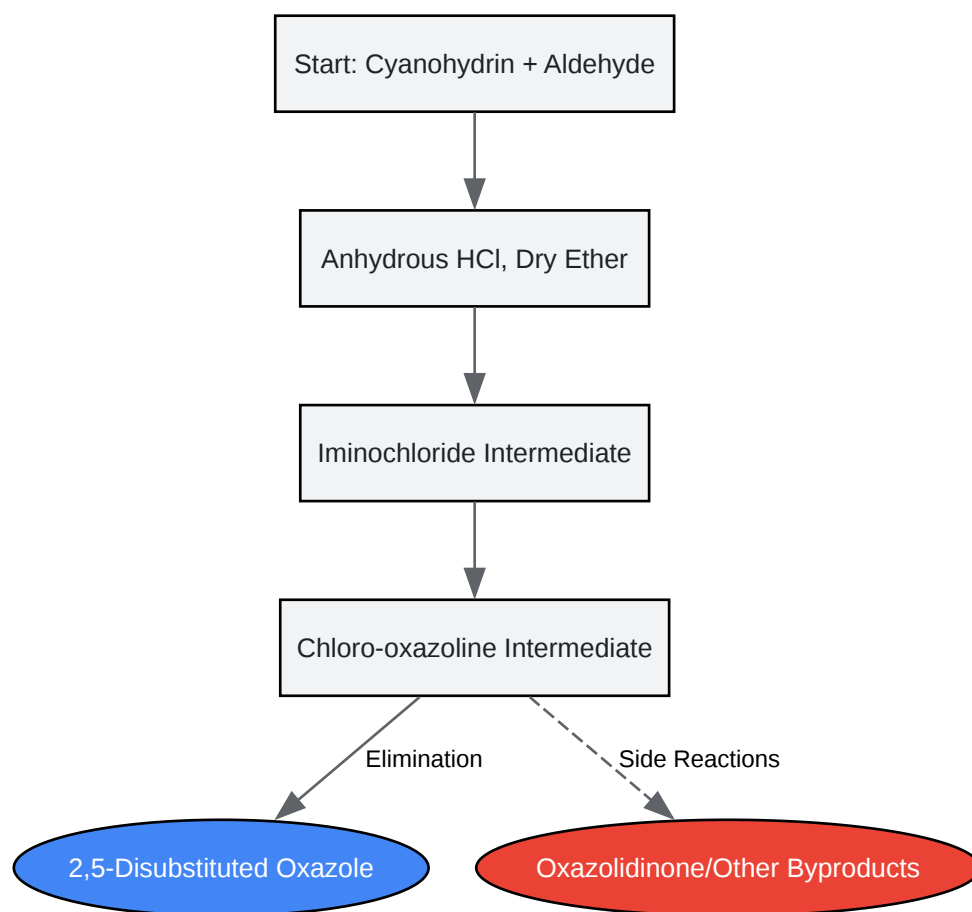 Start: Cyanohydrin + Aldehyde
Anhydrous HCl, Dry Ether
Iminochloride Intermediate
Chloro-oxazoline Intermediate
Elimination
Side Reactions
2,5-Disubstituted Oxazole
Oxazolidinone/Other Byproducts